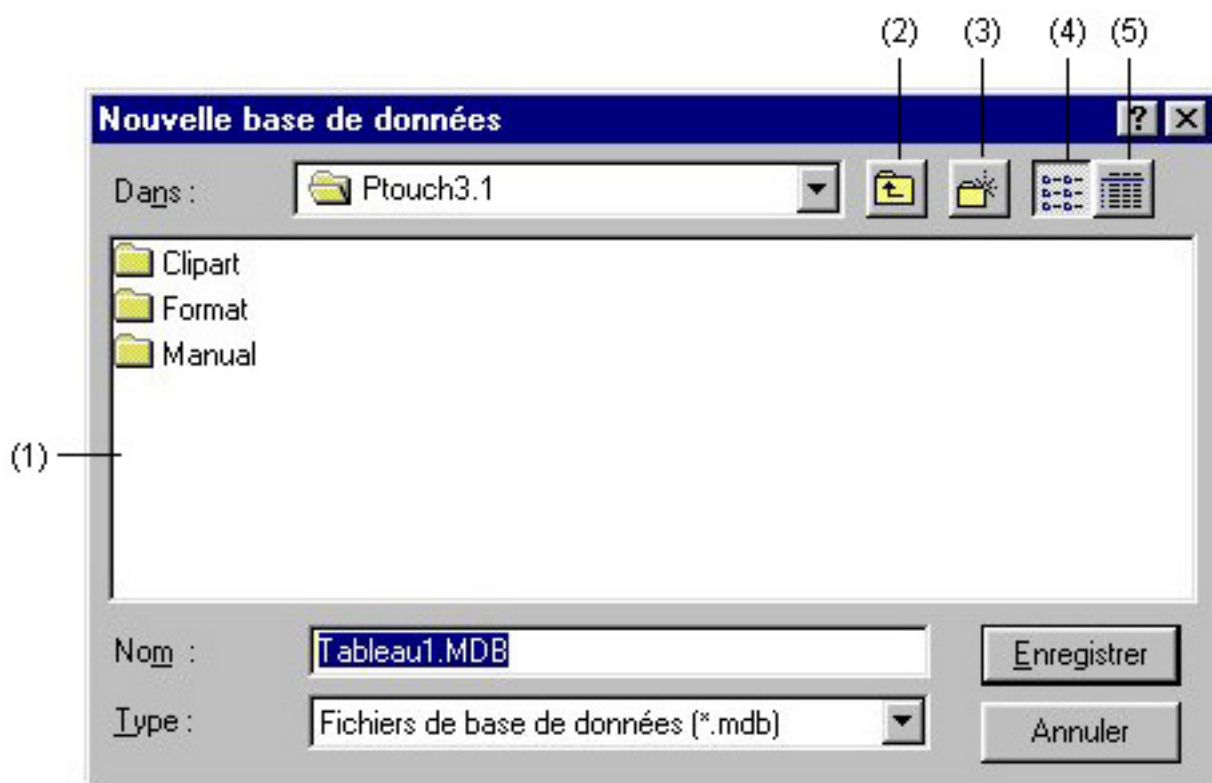 (2) (3) (4) (5)
Nouvelle base de données
Dans : Ptouch3.1
Clipart
Format
Manual
(1)
Nom : Tableau1.MDB Enregistrer
Type : Fichiers de base de données (*.mdb) Annuler